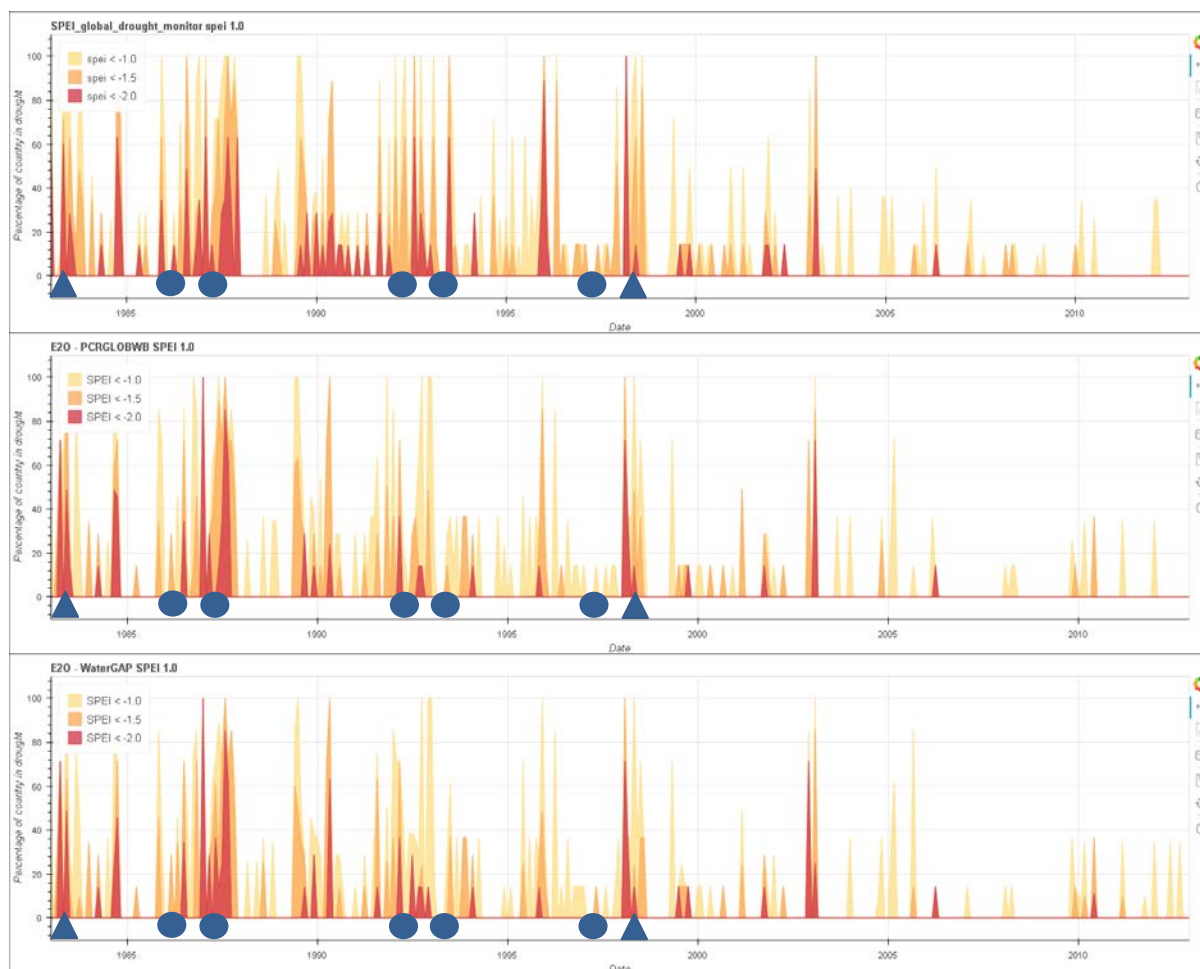 SPEI_global_drought_monitor spei 1.0
Percentage of country in drought
100
80
60
40
20
0
spei < -1.0
spei < -1.5
spei < -2.0
1985 1990 1995 2000 2005 2010
Date
E2O - PCRGLOBWB SPEI 1.0
Percentage of country in drought
100
80
60
40
20
0
SPEI < -1.0
SPEI < -1.5
SPEI < -2.0
1985 1990 1995 2000 2005 2010
Date
E2O - WaterGAP SPEI 1.0
Percentage of country in drought
100
80
60
40
20
0
SPEI < -1.0
SPEI < -1.5
SPEI < -2.0
1985 1990 1995 2000 2005 2010
Date